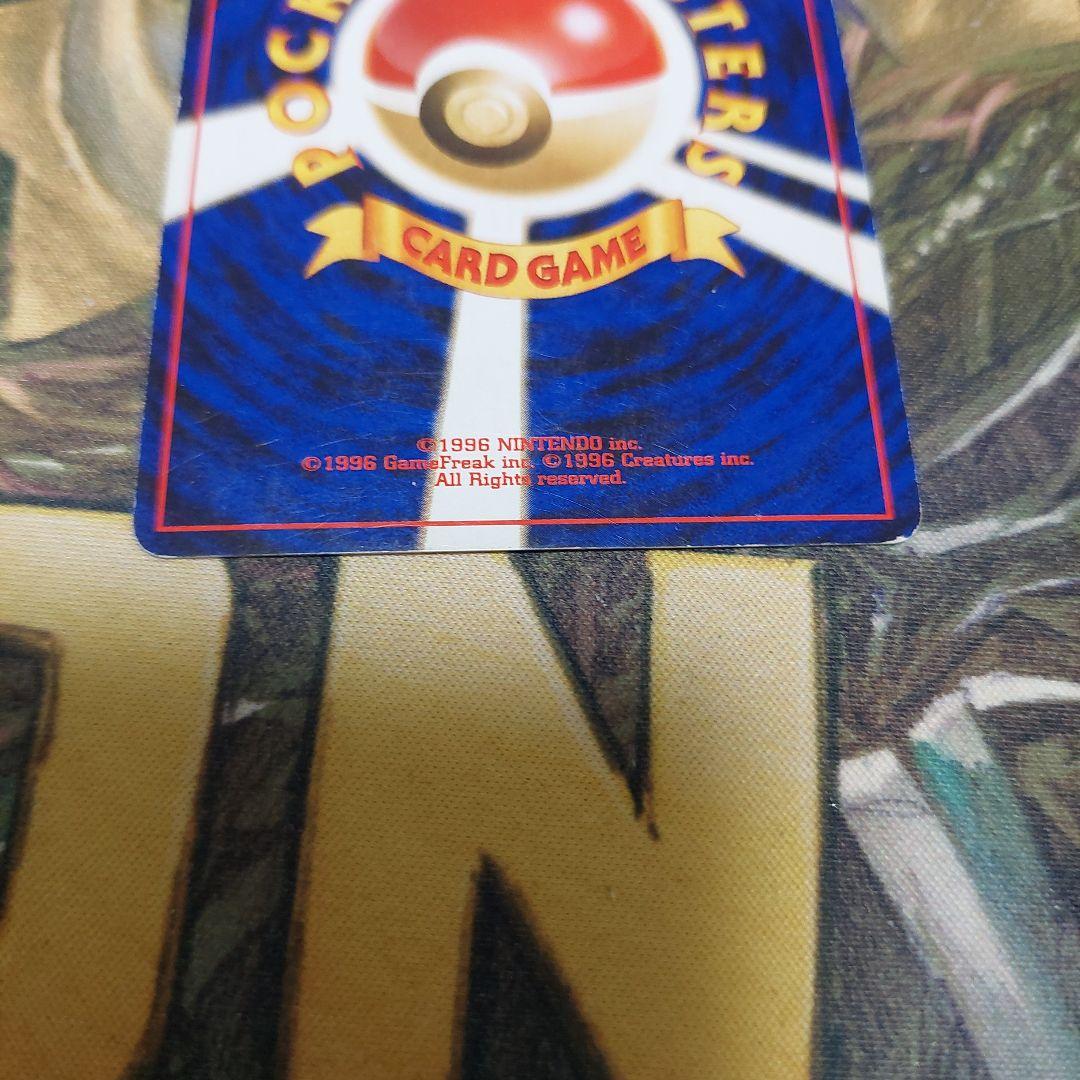 CARD GAME
©1996 NINTENDO inc.
©1996 GameFreak inc. ©1996 Creatures inc.
All Rights reserved.